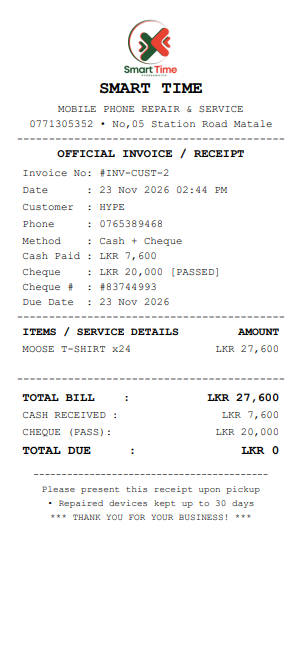 Smart Time
SMART TIME
MOBILE PHONE REPAIR & SERVICE
0771305352 • No,05 Station Road Matale
OFFICIAL INVOICE / RECEIPT
Invoice No: #INV-CUST-2
Date : 23 Nov 2026 02:44 PM
Customer : HYPE
Phone : 0765389468
Method : Cash + Cheque
Cash Paid : LKR 7,600
Cheque : LKR 20,000 [PASSED]
Cheque # : #83744993
Due Date : 23 Nov 2026
ITEMS / SERVICE DETAILS AMOUNT
MOOSE T-SHIRT x24 LKR 27,600
TOTAL BILL : LKR 27,600
CASH RECEIVED : LKR 7,600
CHEQUE (PASS): LKR 20,000
TOTAL DUE : LKR 0
Please present this receipt upon pickup
• Repaired devices kept up to 30 days
*** THANK YOU FOR YOUR BUSINESS! ***